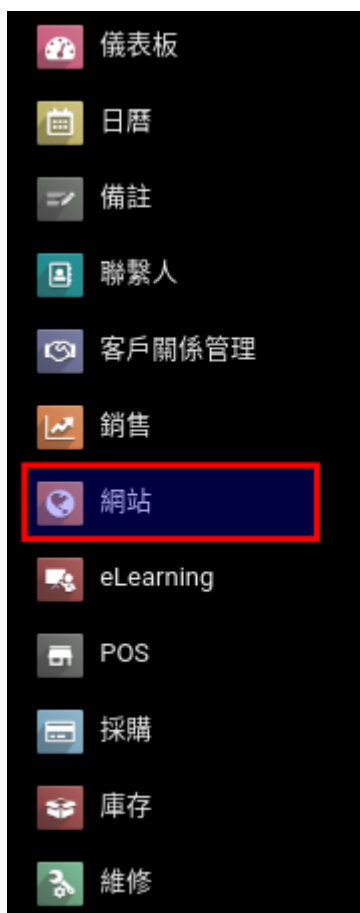 儀表板
日曆
備註
聯繫人
客戶關係管理
銷售
網站
eLearning
POS
採購
庫存
維修